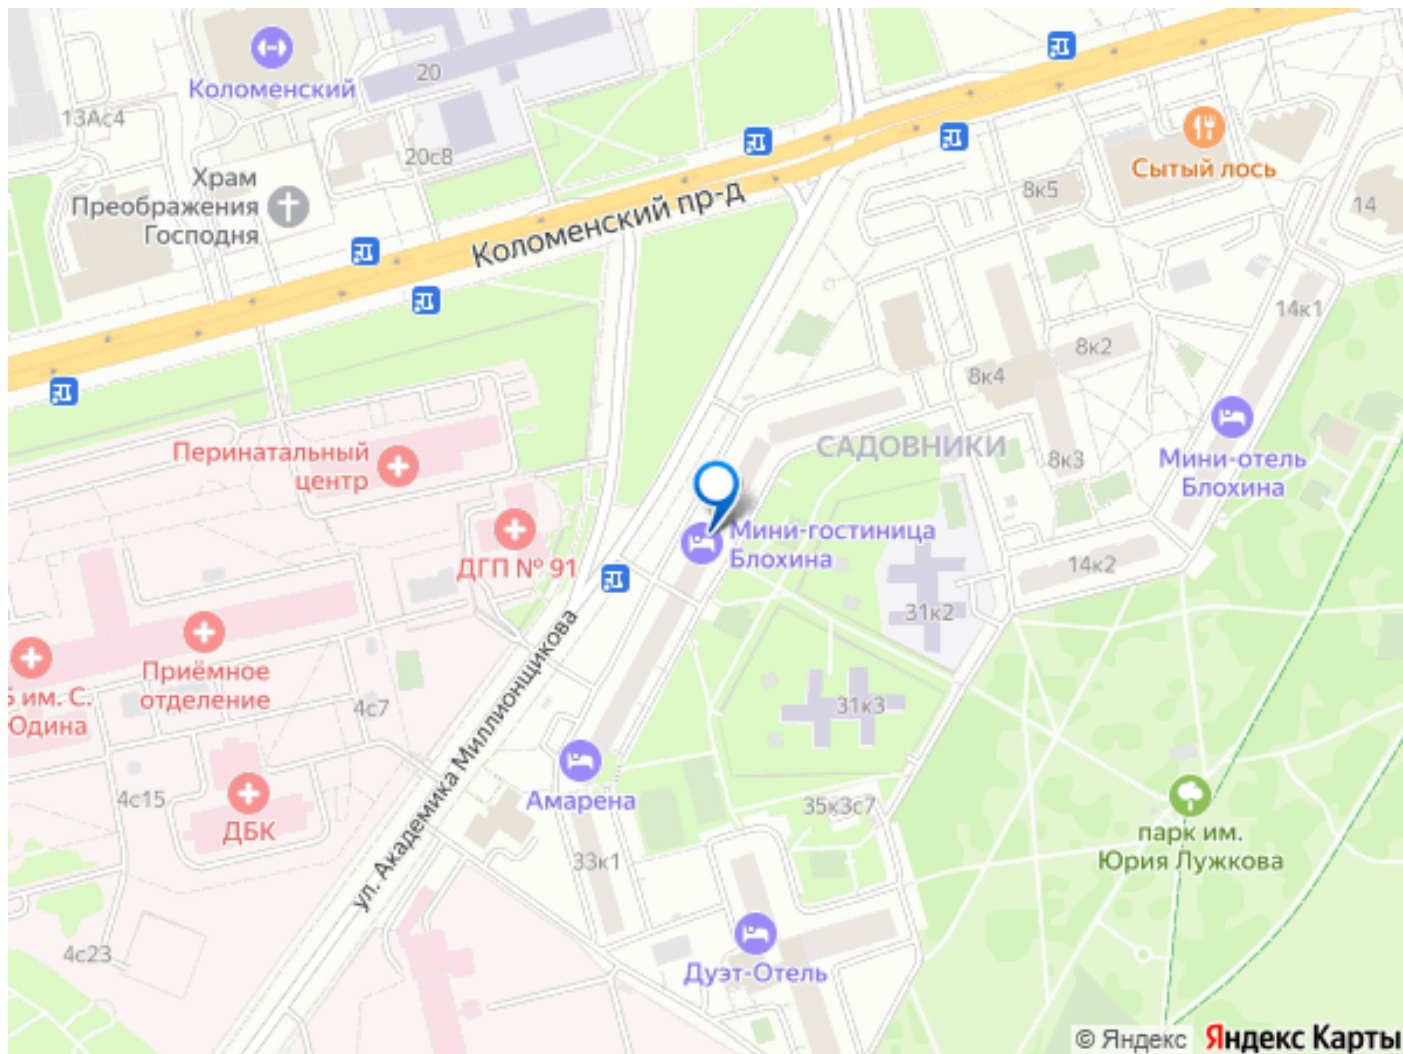 Коломенский
20
13Ас4
20с8
Храм
Преображения
Господня
Коломенский пр-д
Сытый лось
8к5
14
14к1
8к2
8к4
САДОВНИКИ
8к3
Мини-отель
Блохина
Перинатальный
центр
Мини-гостиница
Блохина
ДГП № 91
14к2
31к2
Приёмное
отделение
Б им. С.
Юдина
4с7
ул. Академика Миллионщикова
31к3
Амарена
4с15
ДБК
35к3с7
33к1
парк им.
Юрия Лужкова
4с23
Дуэт-Отель
© Яндекс Яндекс Карты